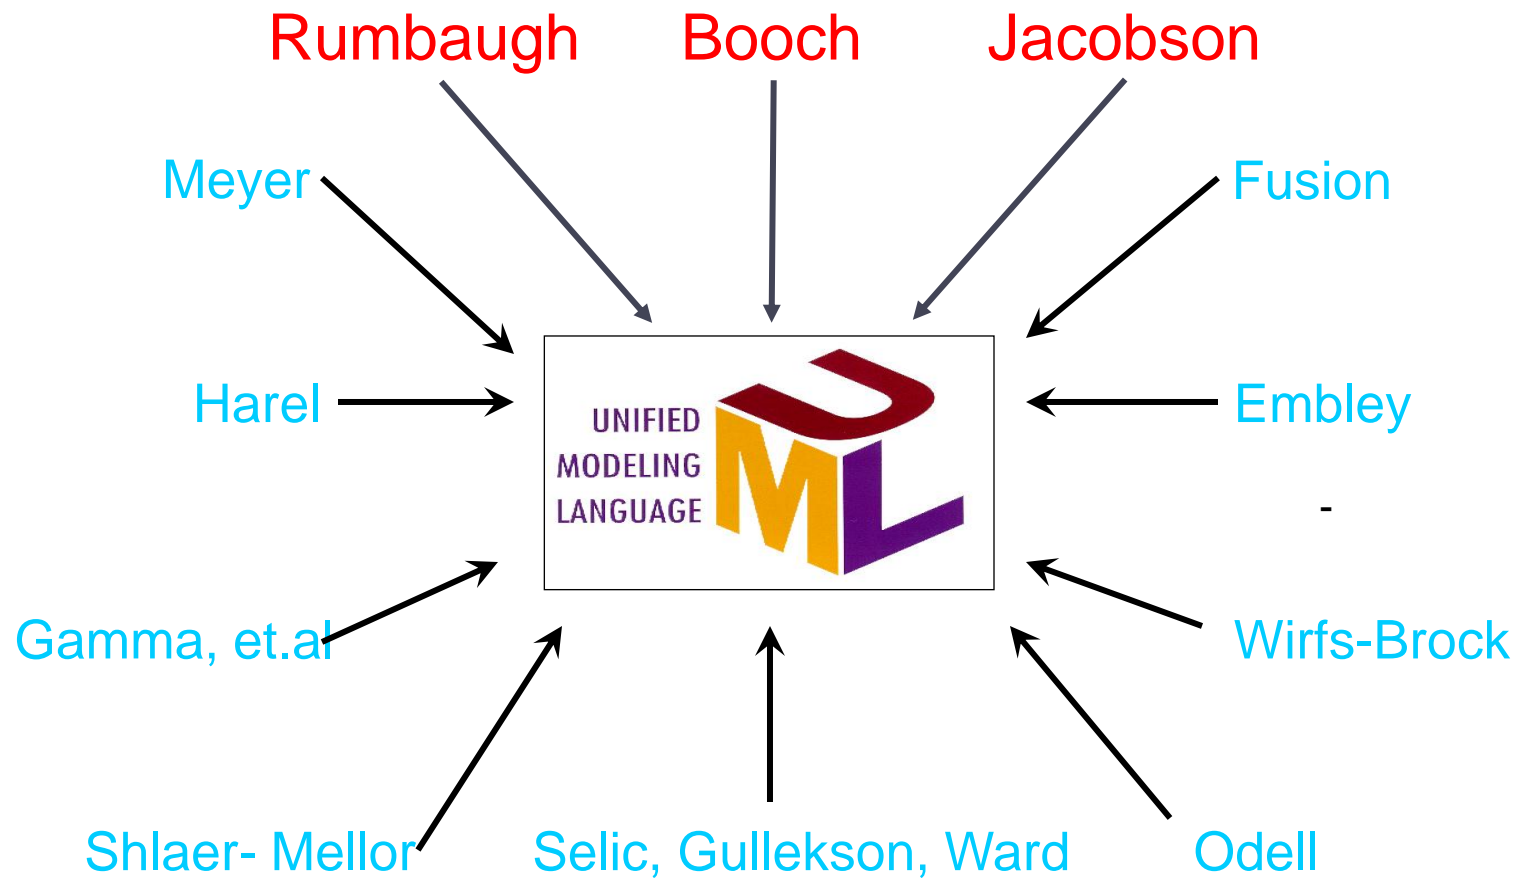 Rumbaugh Booch Jacobson
Meyer Fusion
Harel Embley
UNIFIED
MODELING
LANGUAGE
UML
-
Gamma, et.al Wirfs-Brock
Shlaer- Mellor Selic, Gullekson, Ward Odell